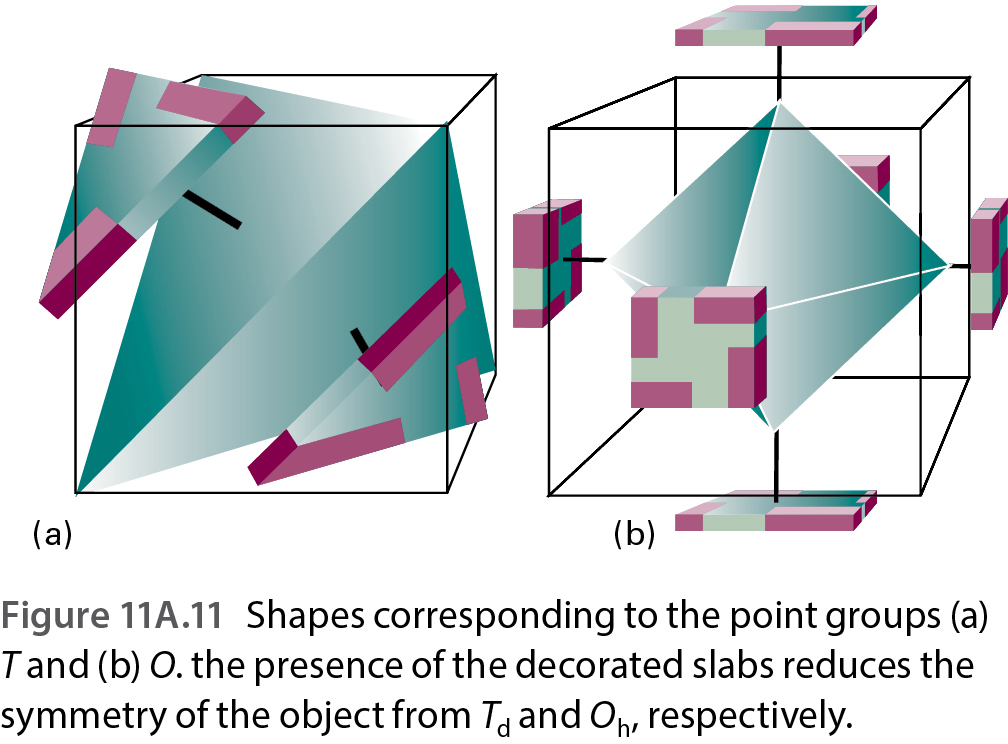 (a)
(b)
Figure 11A.11 Shapes corresponding to the point groups (a)
T and (b) O. the presence of the decorated slabs reduces the
symmetry of the object from Td and Oh, respectively.